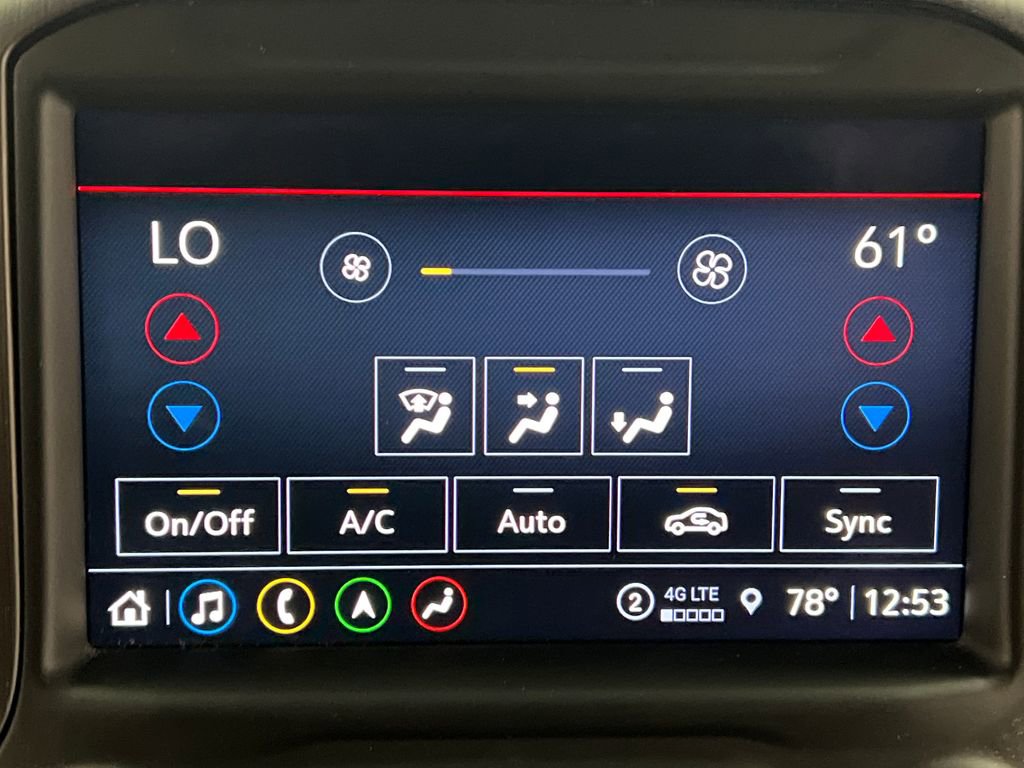 LO
61°
On/Off
A/C
Auto
Sync
2
4G LTE
78°
12:53